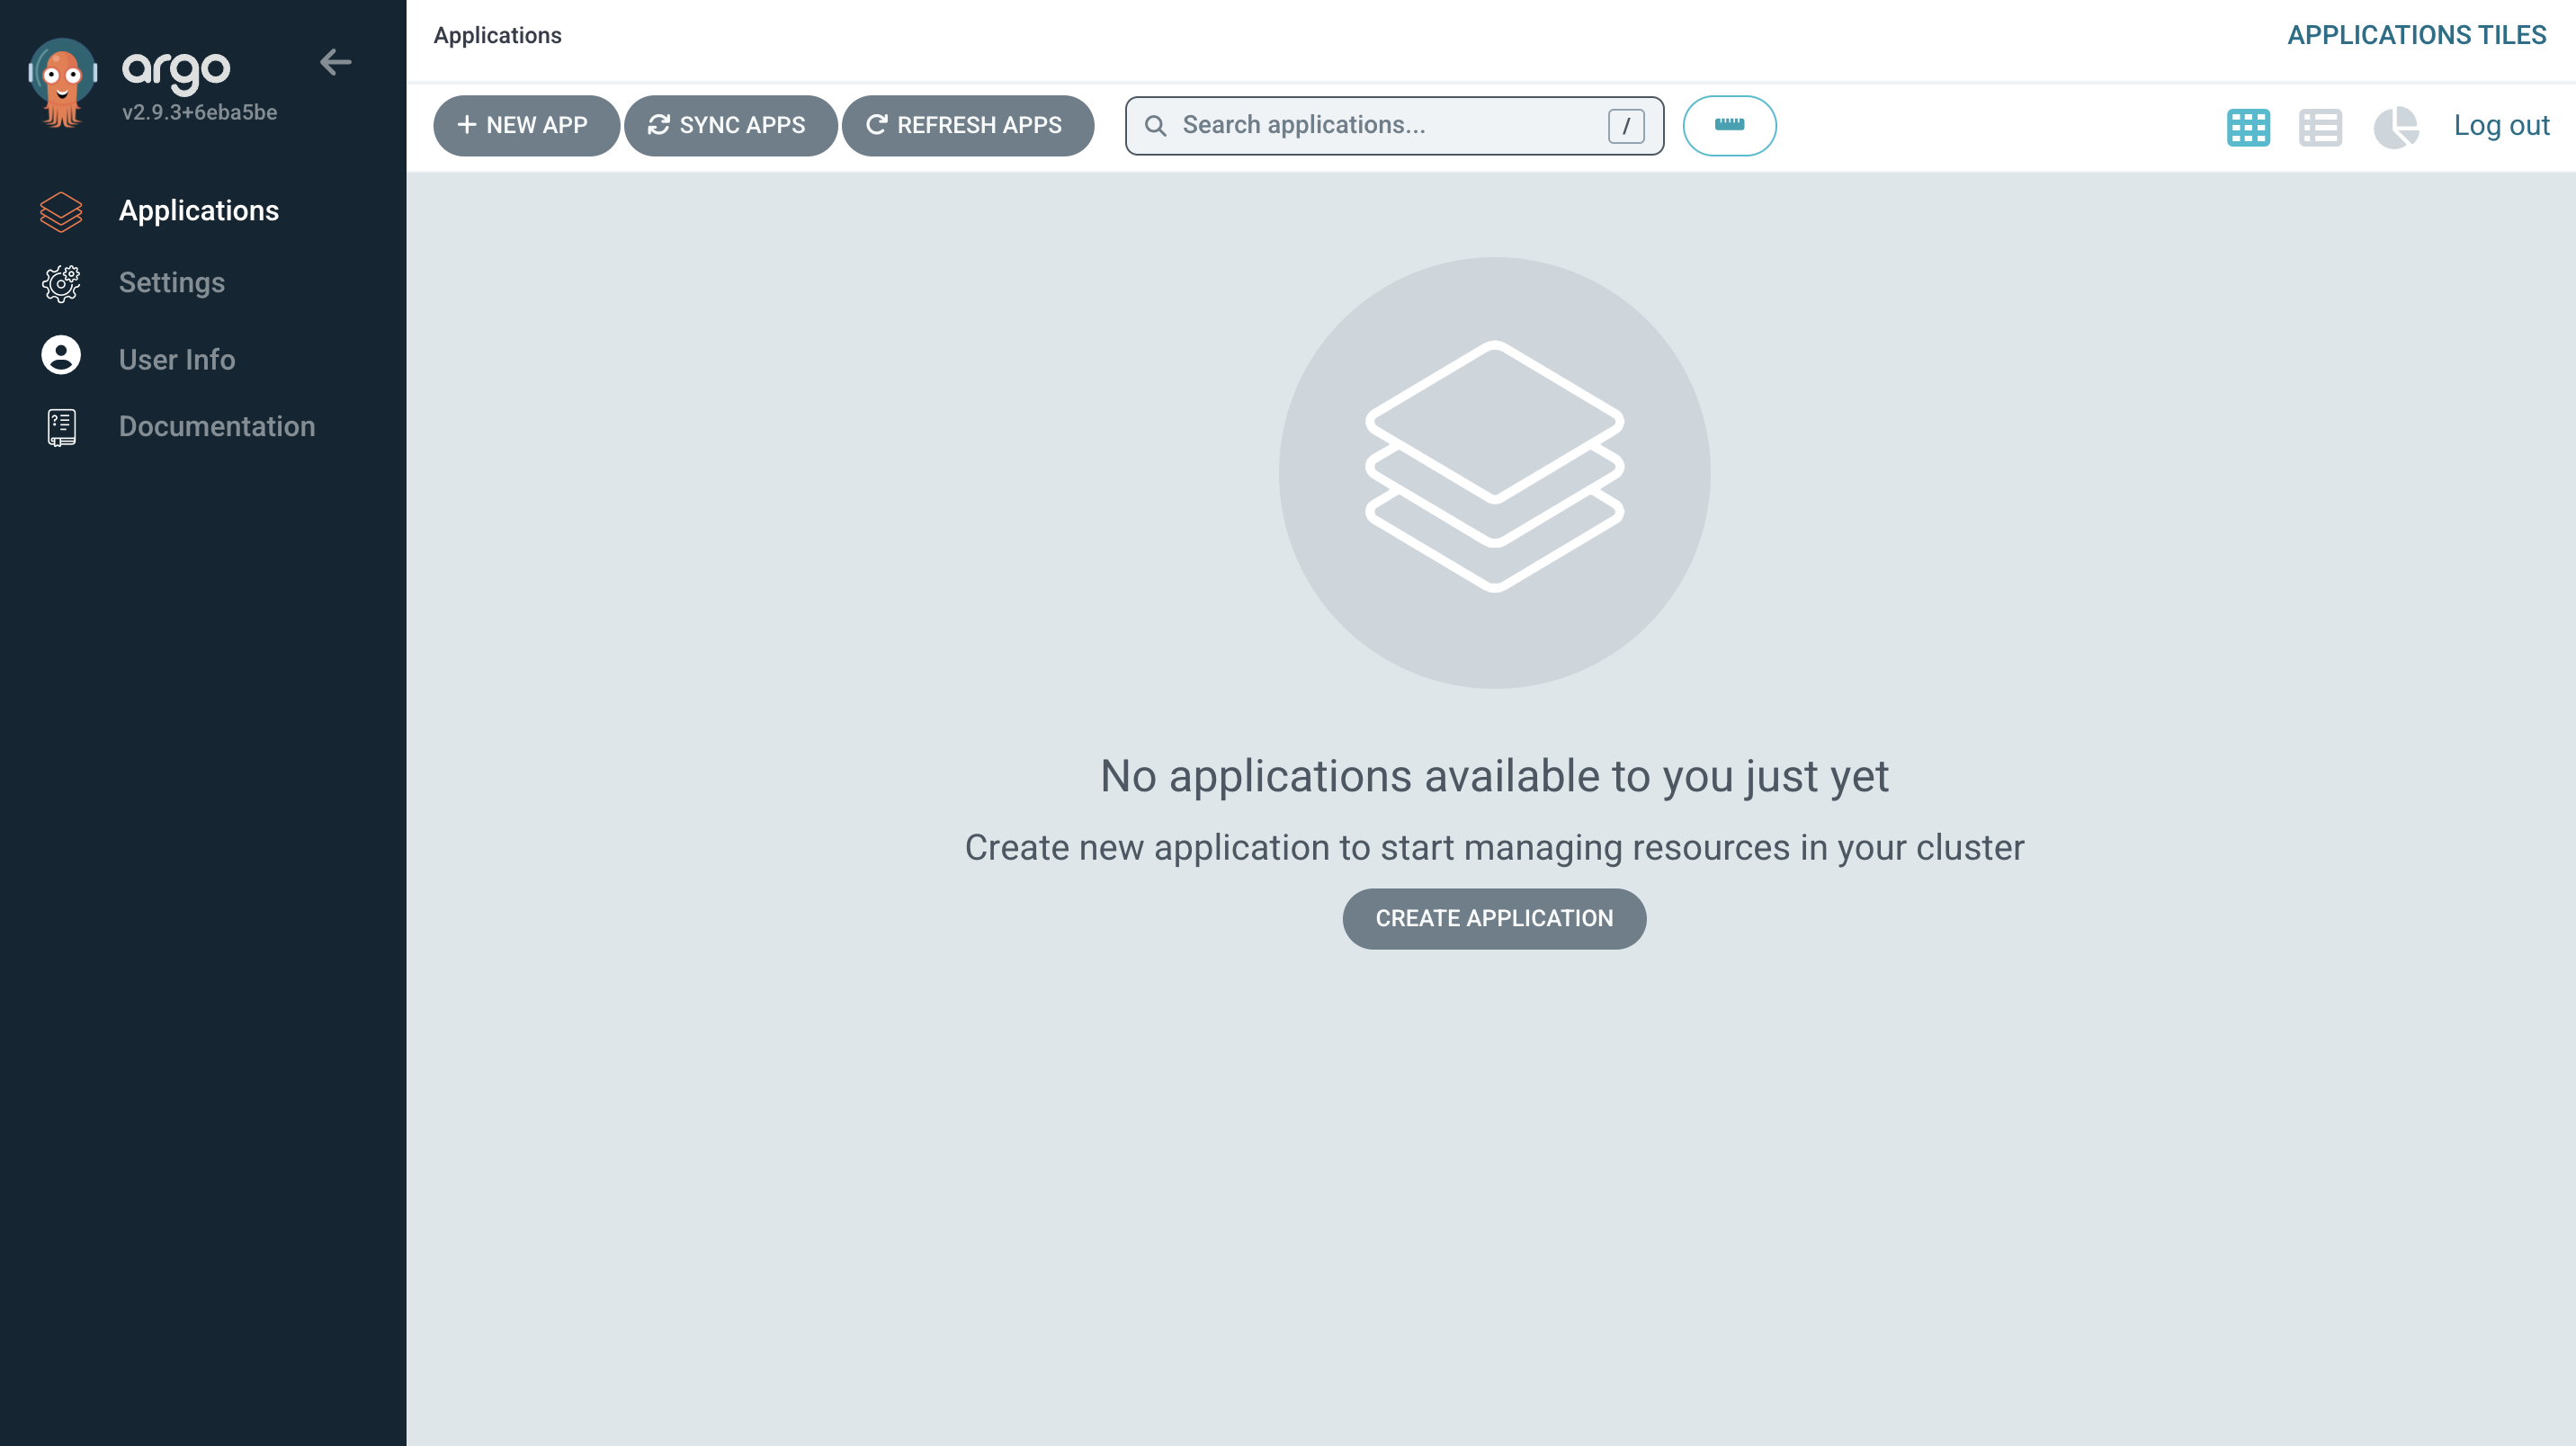 argo
v2.9.3+6eba5be
Applications
Settings
User Info
Documentation
Applications
APPLICATIONS TILES
NEW APP
SYNC APPS
REFRESH APPS
Search applications...
/
Log out
No applications available to you just yet
Create new application to start managing resources in your cluster
CREATE APPLICATION